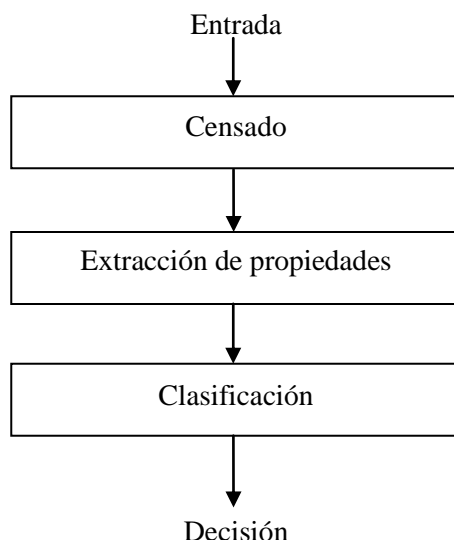 Entrada
Censado
Extracción de propiedades
Clasificación
Decisión